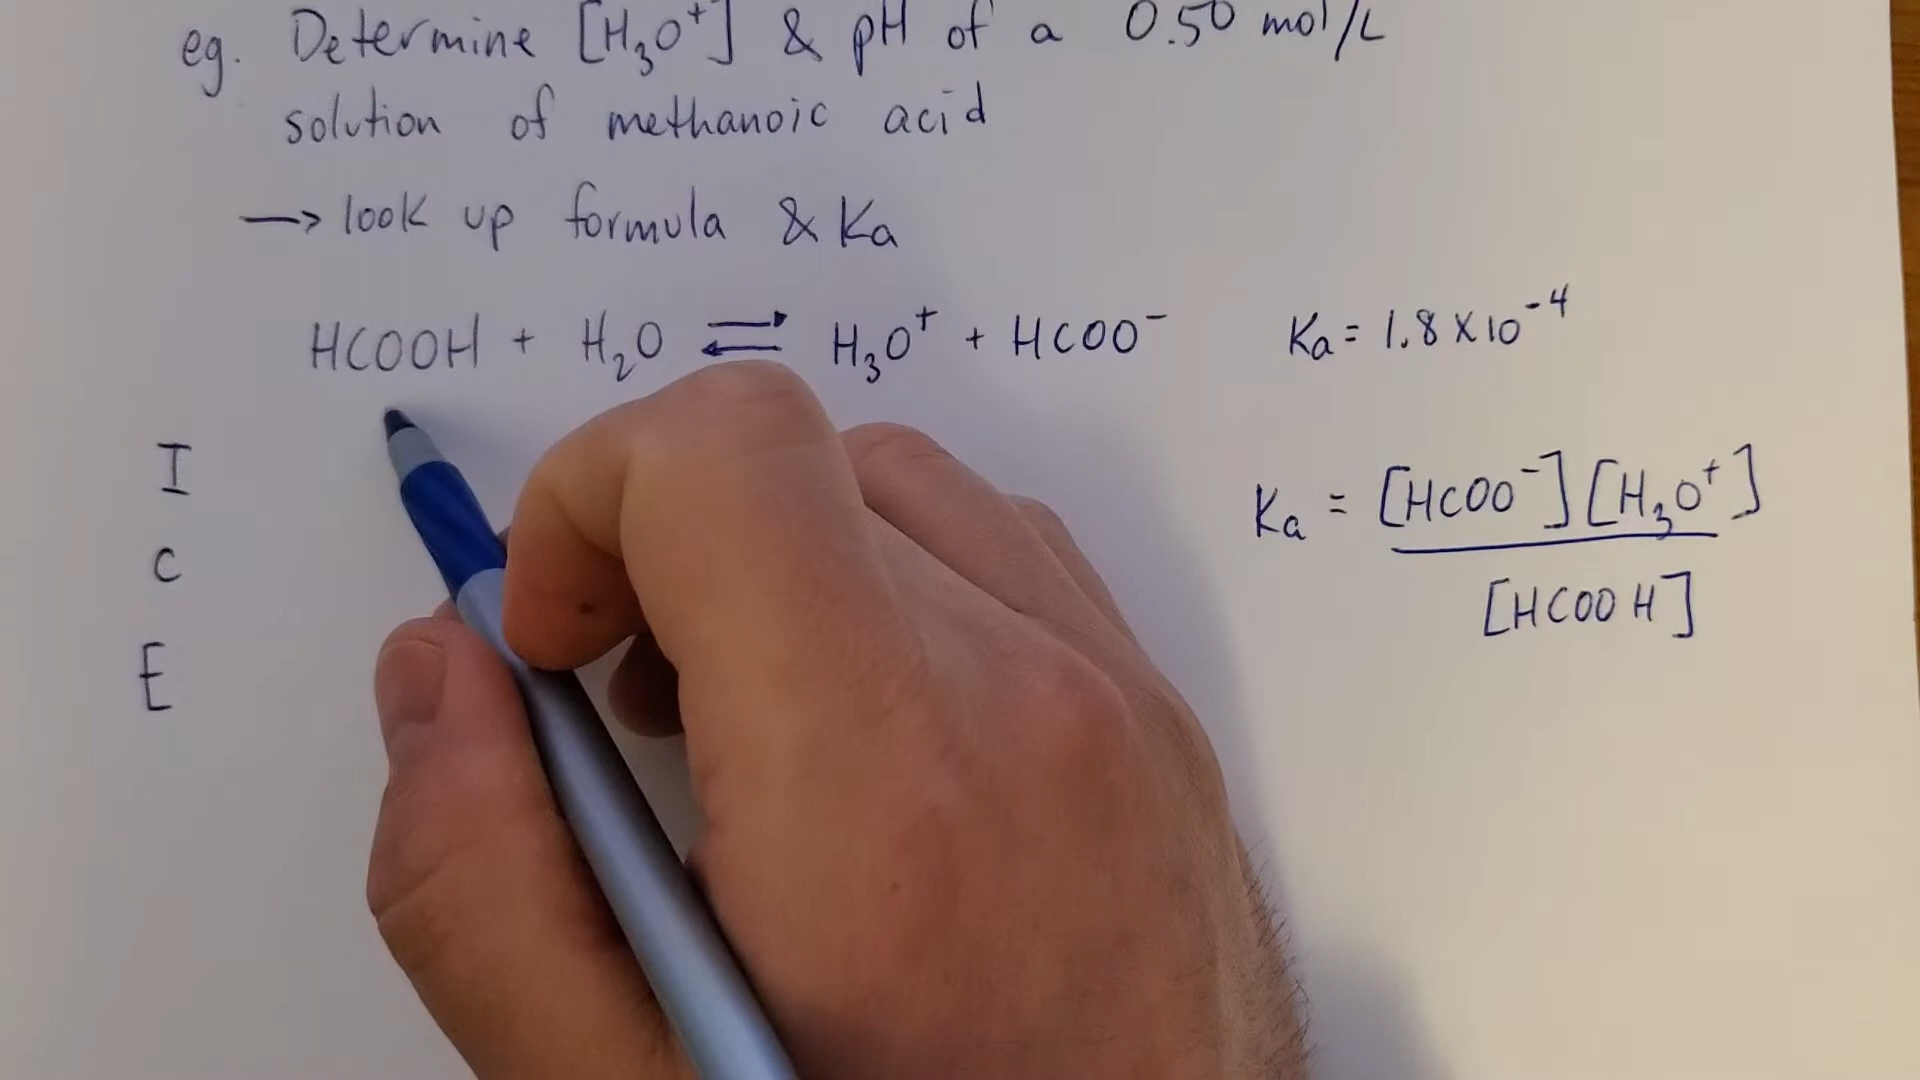 eg. Determine [H₃O⁺] & pH of a 0.50 mol/L
solution of methanoic acid
→ look up formula & Ka
HCOOH + H₂O ⇌ H₃O⁺ + HCOO⁻ Ka = 1.8 × 10⁻⁴
I
C
E
Ka = [HCOO⁻][H₃O⁺]
[HCOOH]